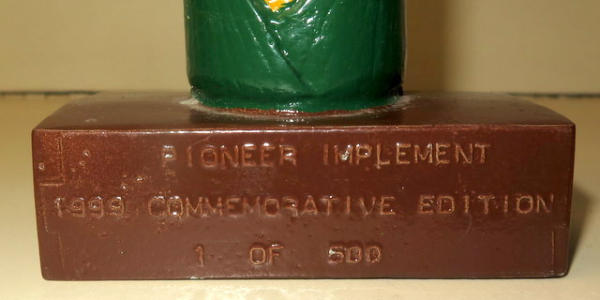 PIONEER IMPLEMENT
1999 COMMEMORATIVE EDITION
1 OF 500